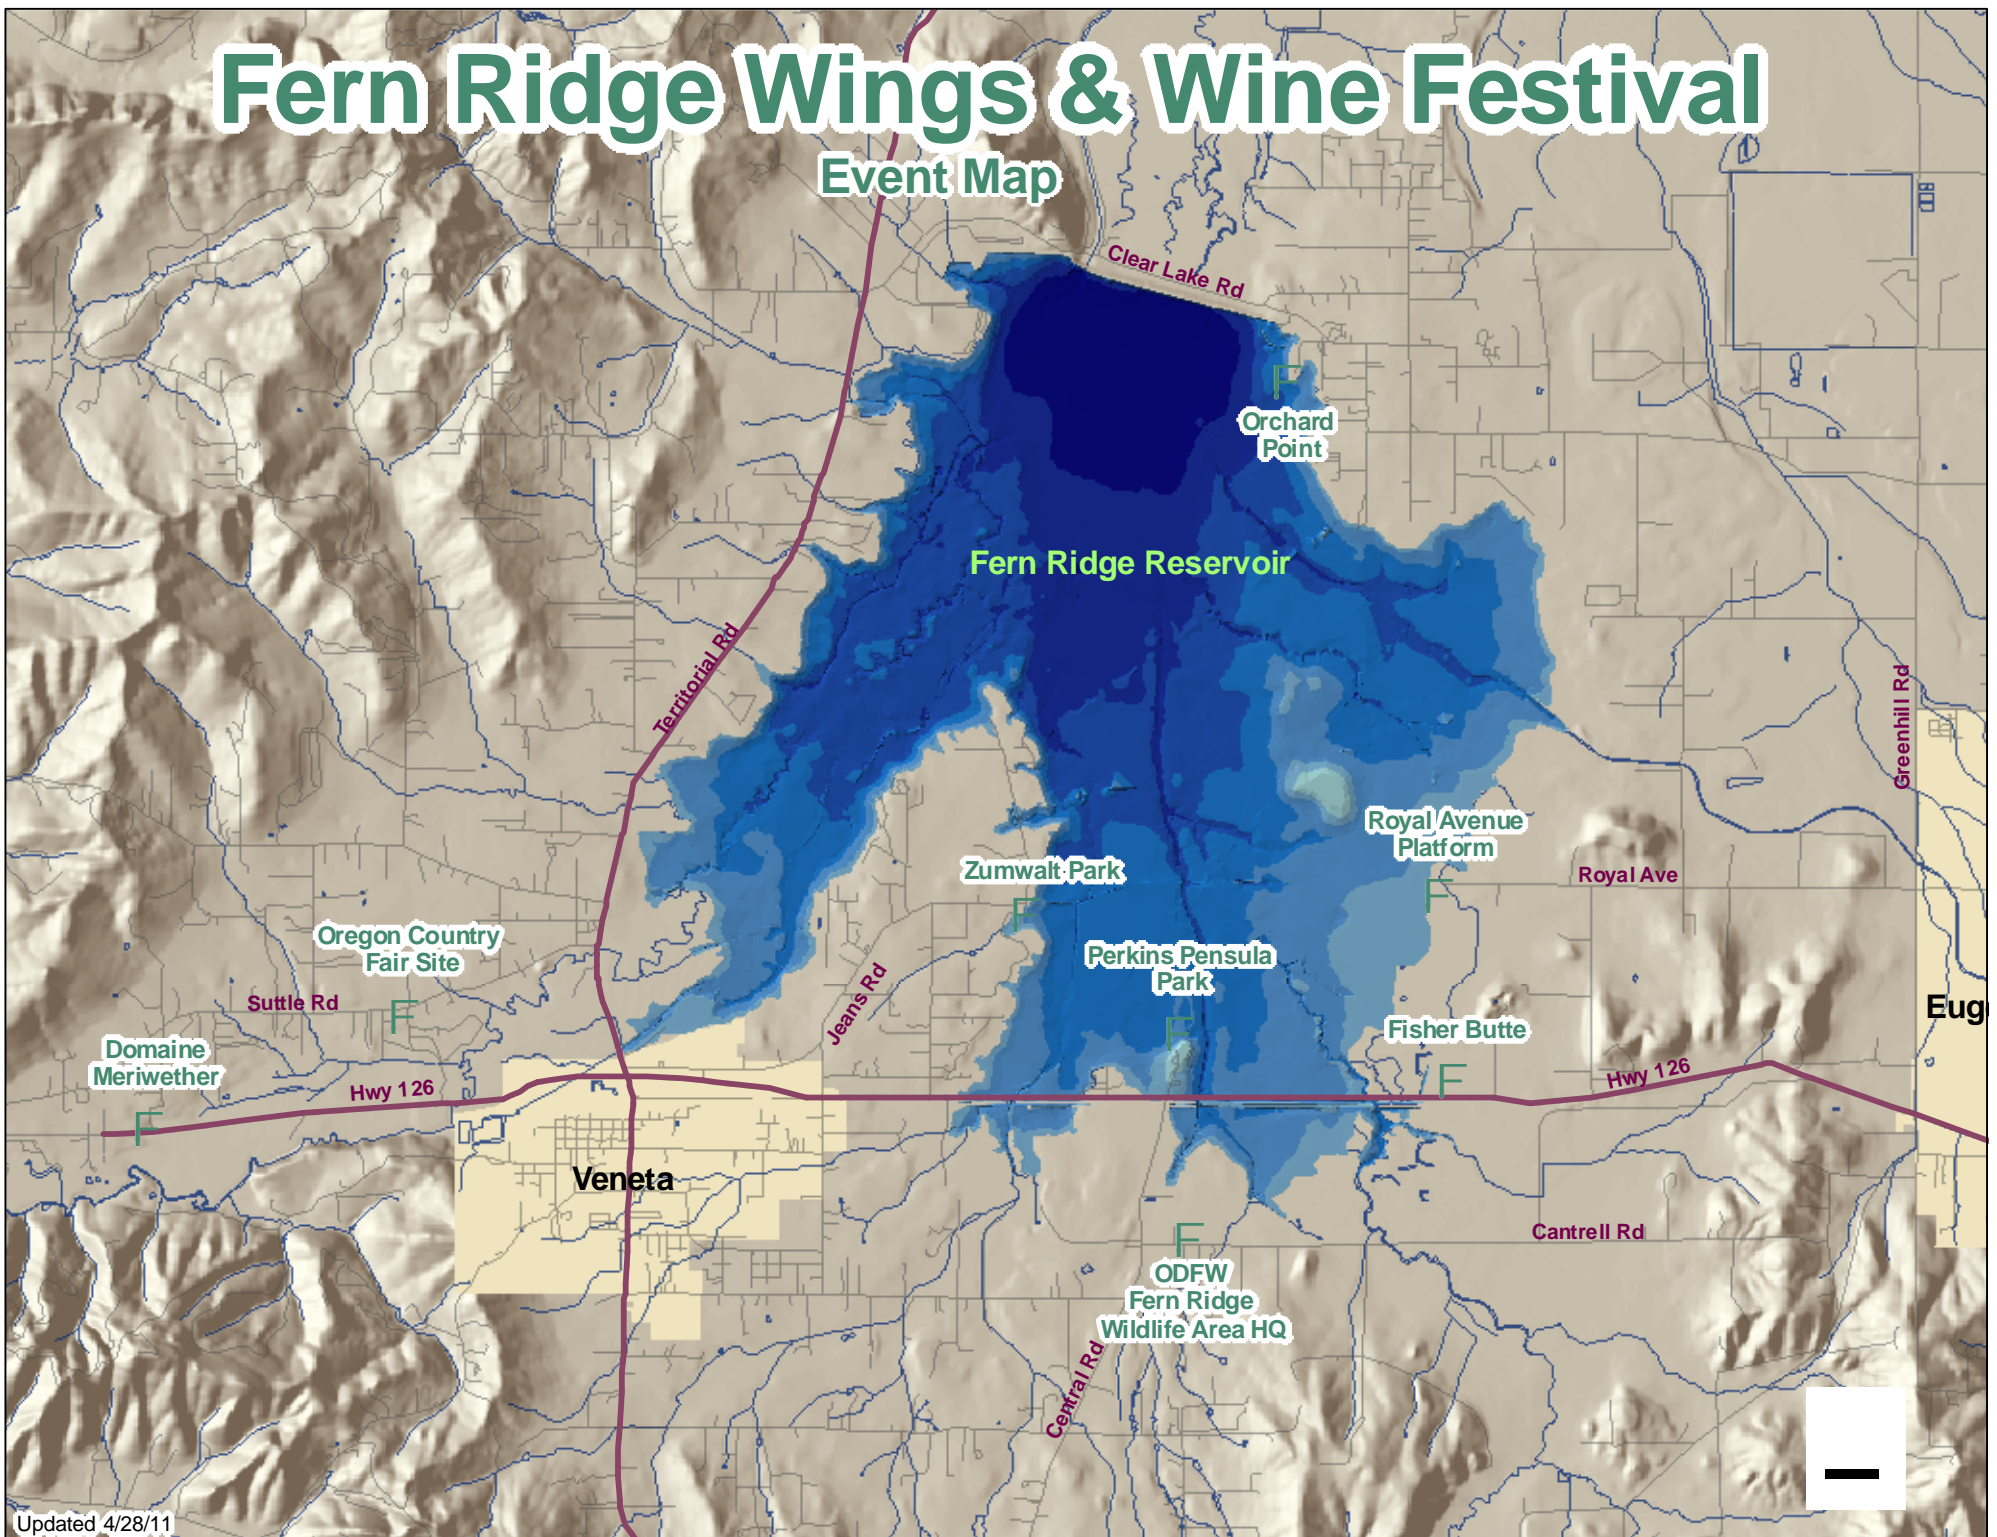 Fern Ridge Wings & Wine Festival
Event Map
Clear Lake Rd
F
Orchard
Point
Fern Ridge Reservoir
Territorial Rd
Greenhill Rd
Royal Avenue
Platform
F
Royal Ave
Zumwalt Park
F
Oregon Country
Fair Site
F
Suttle Rd
Jeans Rd
Perkins Pensula
Park
F
Eug
Fisher Butte
F
Domaine
Meriwether
F
Hwy 126
Hwy 126
Veneta
Cantrell Rd
F
ODFW
Fern Ridge
Wildlife Area HQ
Central Rd
Updated 4/28/11